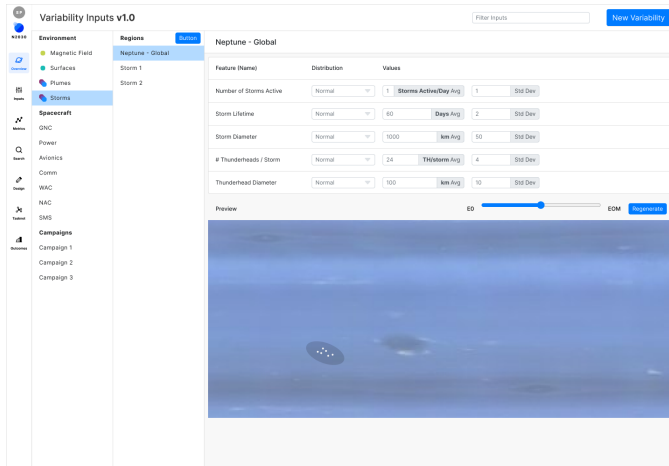 Variability Inputs v1.0
Filter Inputs
New Variability
N2R3G
Overview
Inputs
Metrics
Search
Design
Outcomes
Environment
Magnetic Field
Surfaces
Plumes
Storms
Spacecraft
GNC
Power
Avionics
Comm
WAC
NAC
SMS
Campaigns
Campaign 1
Campaign 2
Campaign 3
Regions
Button
Neptune - Global
Storm 1
Storm 2
Neptune - Global
Feature (Name) Distribution Values
Number of Storms Active Normal 1 Storms Active/Day Avg 1 Std Dev
Storm Lifetime Normal 60 Days Avg 2 Std Dev
Storm Diameter Normal 1000 km Avg 50 Std Dev
# Thunderheads / Storm Normal 24 TH/storm Avg 4 Std Dev
Thunderhead Diameter Normal 100 km Avg 10 Std Dev
Preview E0 EOM Regenerate